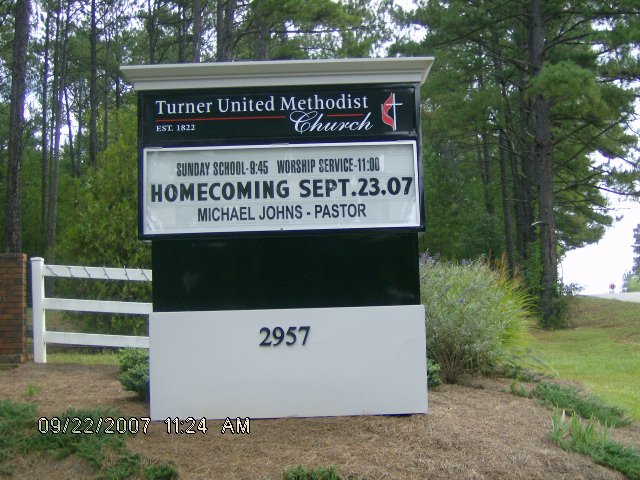 Turner United Methodist
EST. 1822
Church
SUNDAY SCHOOL-9:45 WORSHIP SERVICE-11:00
HOMECOMING SEPT.23.07
MICHAEL JOHNS - PASTOR
2957
09/22/2007 11:24 AM